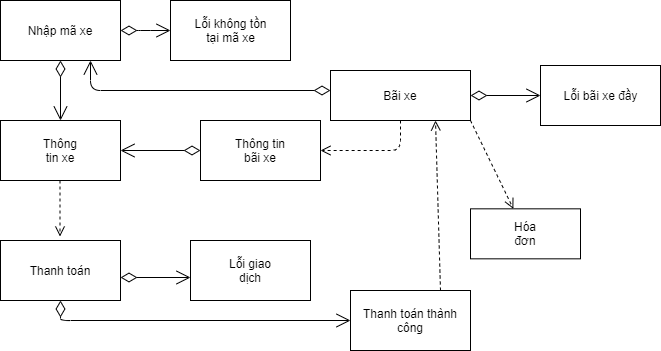 Nhập mã xe
Lỗi không tồn
tại mã xe
Bãi xe
Lỗi bãi xe đầy
Thông
tin xe
Thông tin
bãi xe
Hóa
đơn
Thanh toán
Lỗi giao
dịch
Thanh toán thành
công